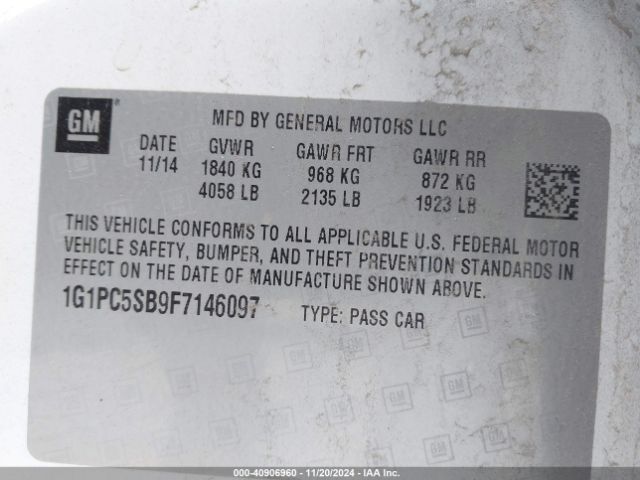 GM
MFD BY GENERAL MOTORS LLC
DATE GVWR GAWR FRT GAWR RR
11/14 1840 KG 968 KG 872 KG
4058 LB 2135 LB 1923 LB
THIS VEHICLE CONFORMS TO ALL APPLICABLE U.S. FEDERAL MOTOR
VEHICLE SAFETY, BUMPER, AND THEFT PREVENTION STANDARDS IN
EFFECT ON THE DATE OF MANUFACTURE SHOWN ABOVE.
1G1PC5SB9F7146097 TYPE: PASS CAR
000-40906960 - 11/20/2024 - IAA Inc.